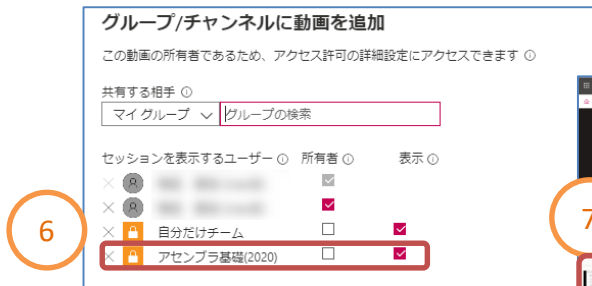 グループ/チャンネルに動画を追加
この動画の所有者であるため、アクセス許可の詳細設定にアクセスできます ⓘ
共有する相手 ⓘ
マイ グループ グループの検索
セッションを表示するユーザー ⓘ 所有者 ⓘ 表示 ⓘ
自分だけチーム
6
アセンブラ基礎(2020)
7